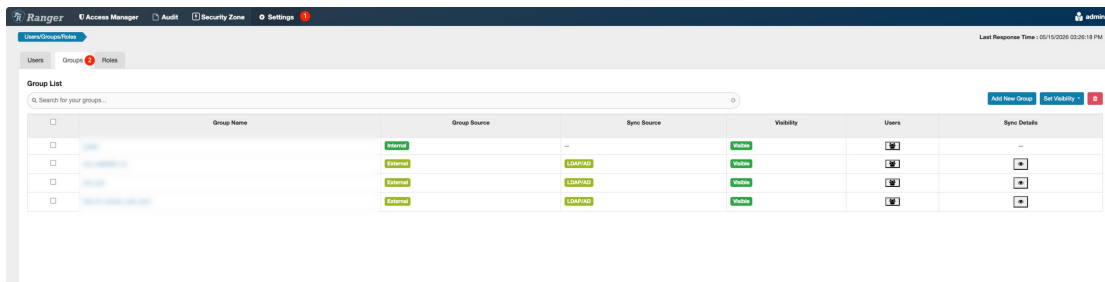 Ranger Access Manager Audit Security Zone Settings 1 admin
Users/Groups/Roles Last Response Time : 05/15/2026 03:26:18 PM
Users Groups 2 Roles
Group List
Search for your groups... Add New Group Set Visibility
Group Name Group Source Sync Source Visibility Users Sync Details
Internal -- Visible --
External LDAP/AD Visible
External LDAP/AD Visible
External LDAP/AD Visible